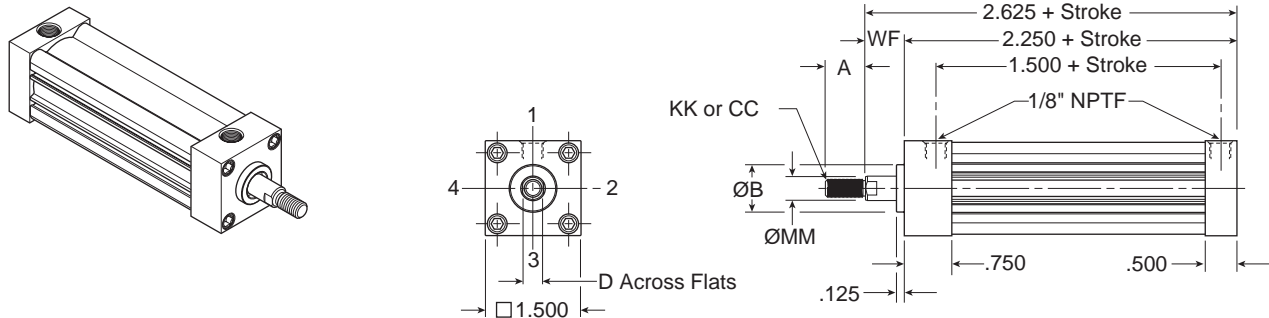 2.625 + Stroke
WF
2.250 + Stroke
A
1.500 + Stroke
KK or CC
1/8" NPTF
1
4
2
ØB
ØMM
3
D Across Flats
.750
.500
.125
□1.500